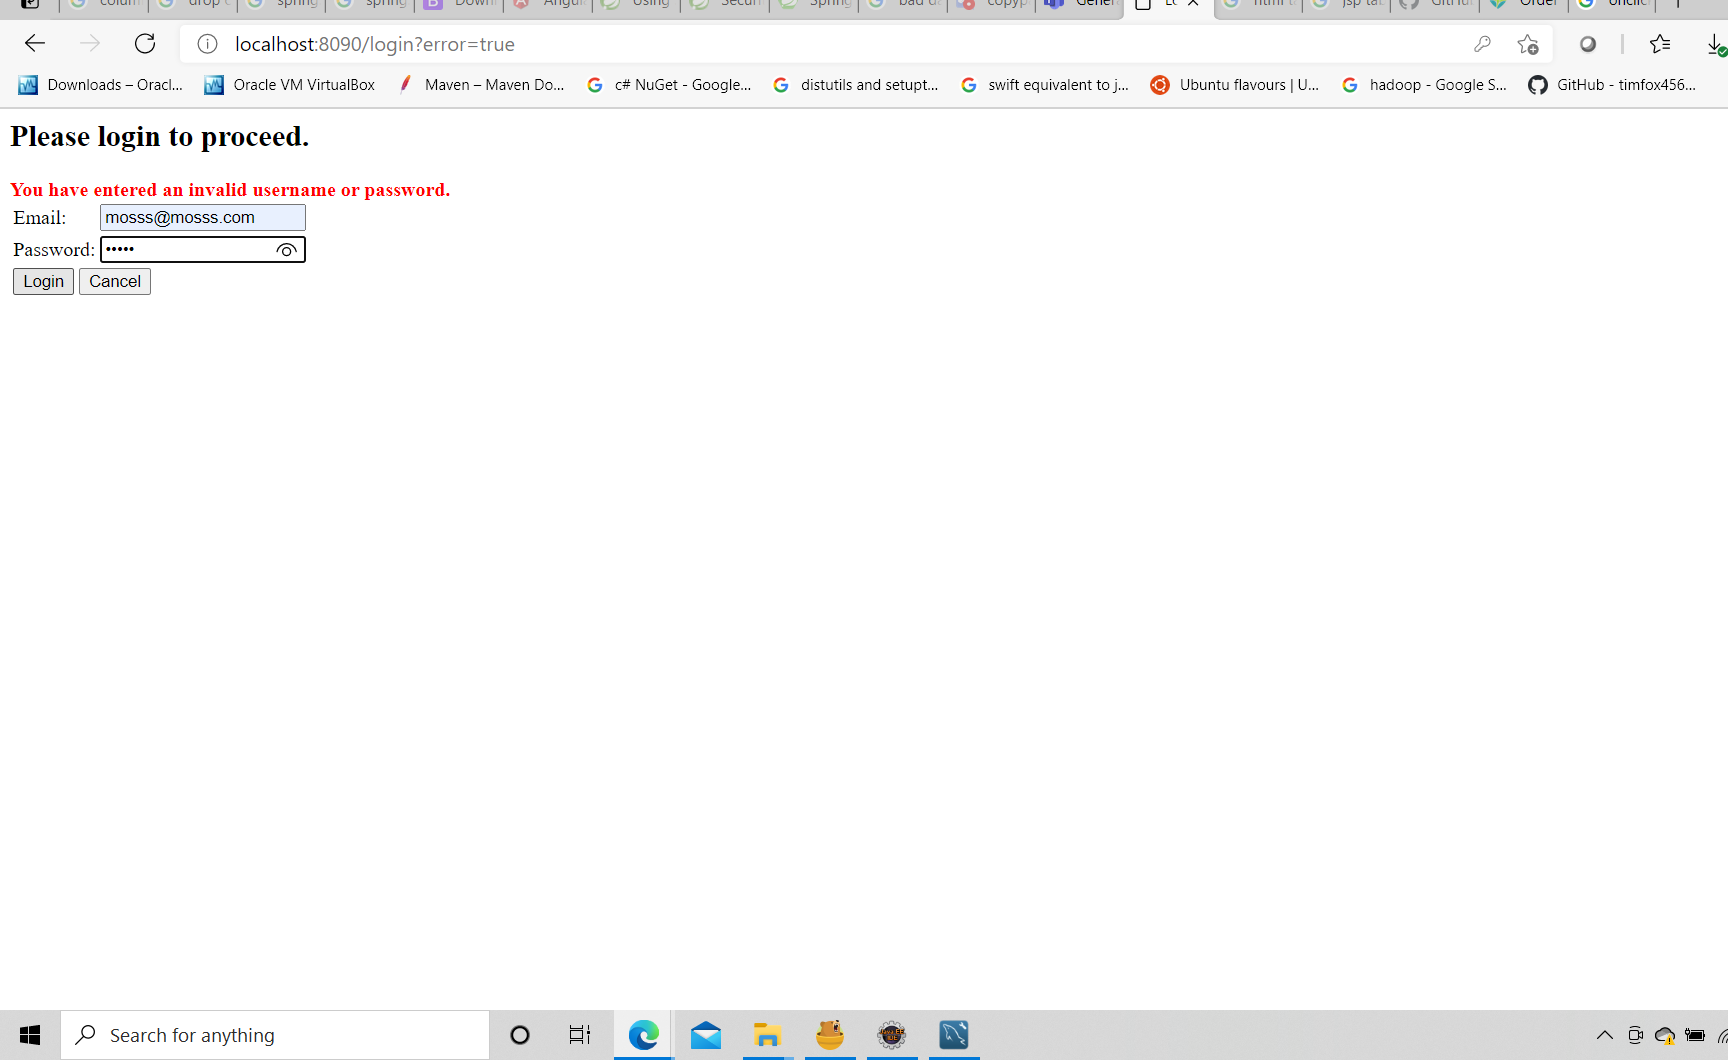 localhost:8090/login?error=true
Downloads – Oracl... Oracle VM VirtualBox Maven – Maven Do... c# NuGet - Google... distutils and setupt... swift equivalent to j... Ubuntu flavours | U... hadoop - Google S... GitHub - timfox456...
Please login to proceed.
You have entered an invalid username or password.
Email: mosss@mosss.com
Password: •••••
Login Cancel
Search for anything